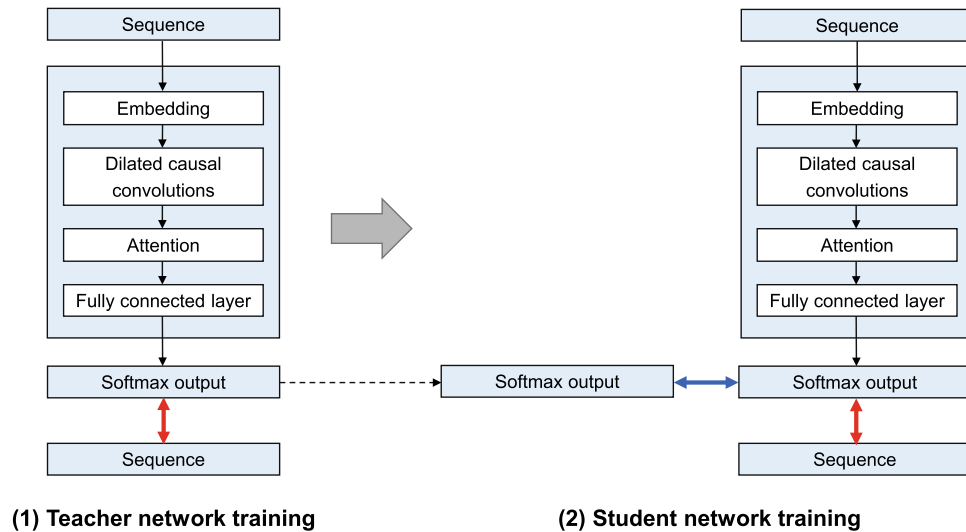 Sequence
Embedding
Dilated causal
convolutions
Attention
Fully connected layer
Softmax output
Sequence
(1) Teacher network training
Softmax output
Sequence
Embedding
Dilated causal
convolutions
Attention
Fully connected layer
Softmax output
Sequence
(2) Student network training